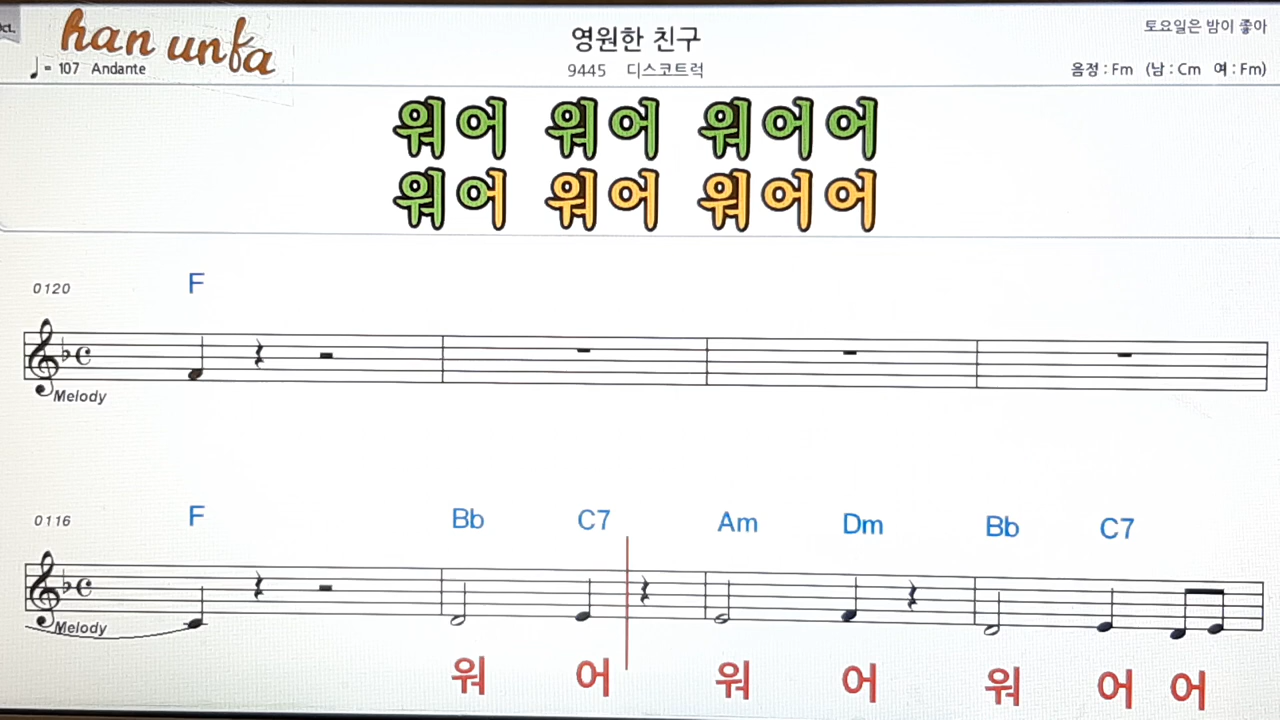 han unfa
♩= 107 Andante
영원한 친구
9445 디스코트럭
토요일은 밤이 좋아
음정 : Fm (남 : Cm 여 : Fm)
워어 워어 워어어
워어 워어 워어어
0120 F
Melody
0116 F Bb C7 Am Dm Bb C7
Melody
워 어 워 어 워 어 어